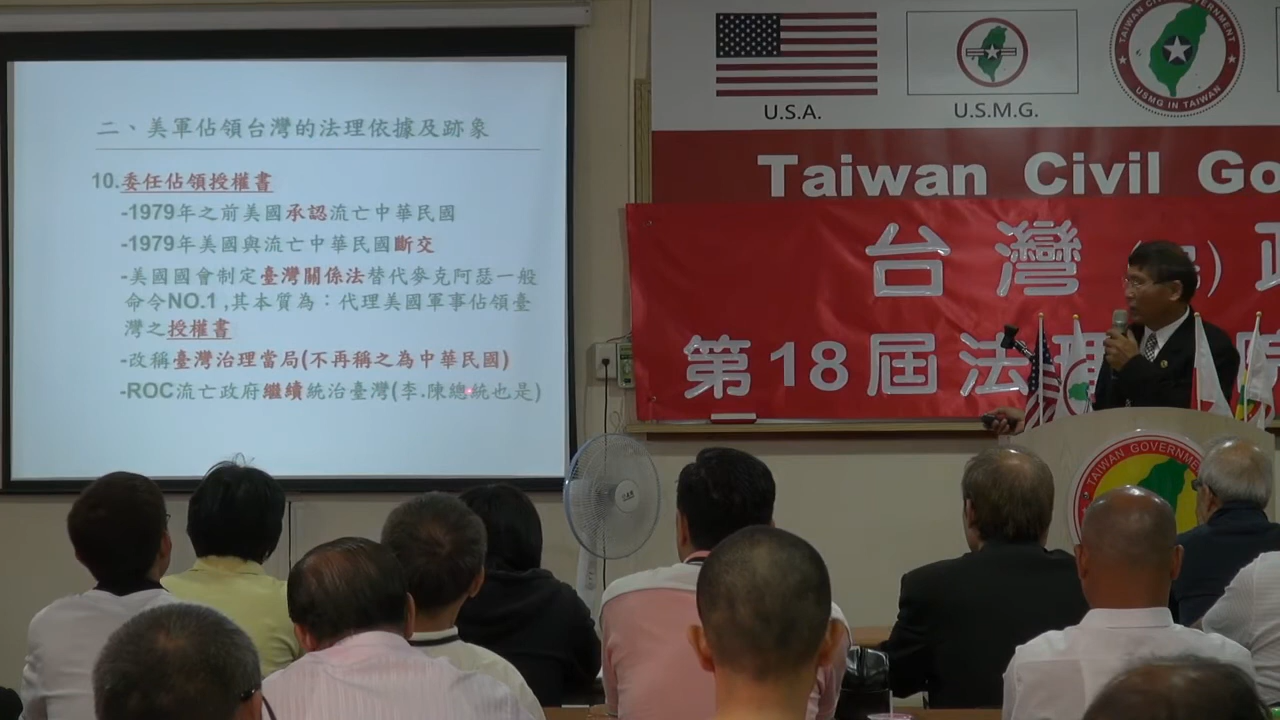 二、美軍佔領台灣的法理依據及跡象
10.委任佔領授權書
-1979年之前美國承認流亡中華民國
-1979年美國與流亡中華民國斷交
-美國國會制定臺灣關係法替代麥克阿瑟一般
命令NO.1 ,其本質為：代理美國軍事佔領臺
灣之授權書
-改稱臺灣治理當局(不再稱之為中華民國)
-ROC流亡政府繼續統治臺灣(李.陳總統也是)
U.S.A.
U.S.M.G.
TAIWAN CIVIL GOVERNMENT
USMG IN TAIWAN
Taiwan Civil Go
台灣
第18屆法理
TAIWAN GOVERNMENT